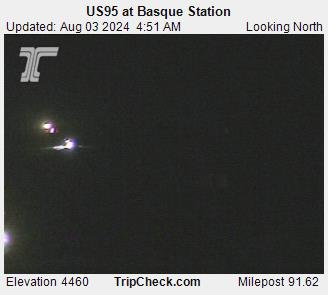 US95 at Basque Station
Updated: Aug 03 2024 4:51 AM Looking North
Elevation 4460 TripCheck.com Milepost 91.62